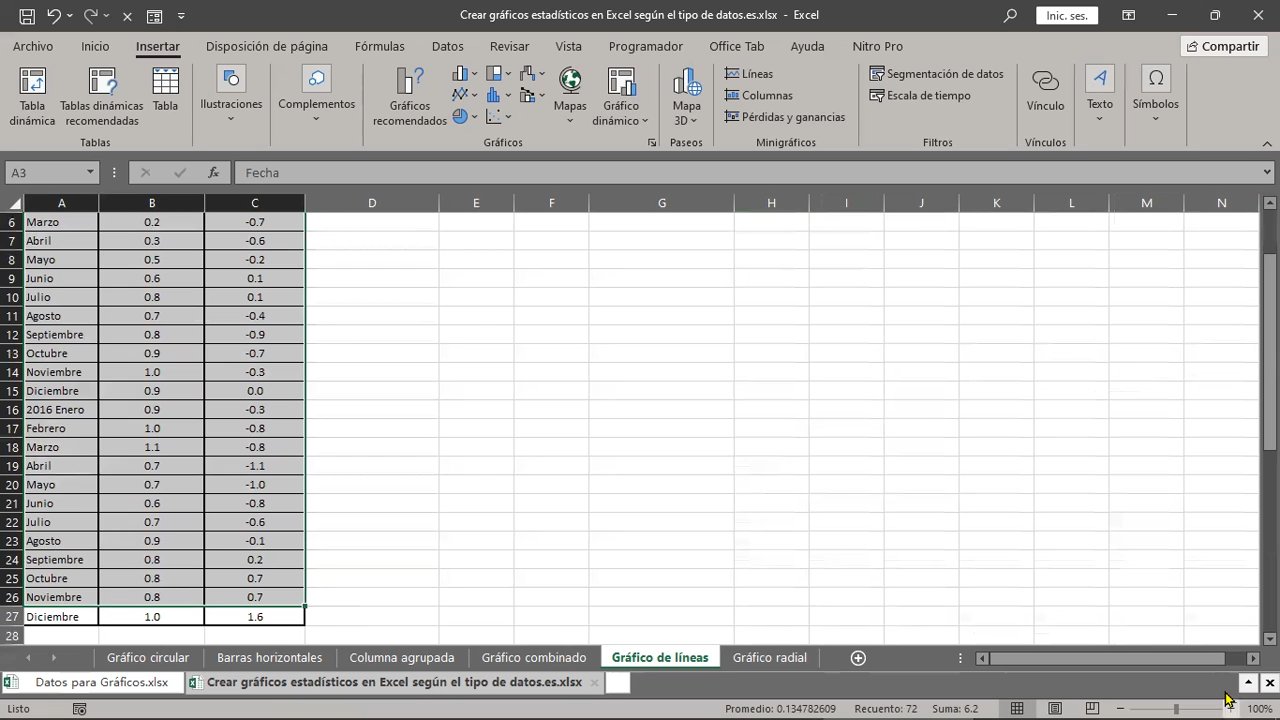 Crear gráficos estadísticos en Excel según el tipo de datos.es.xlsx - Excel
Inic. ses.
Archivo Inicio Insertar Disposición de página Fórmulas Datos Revisar Vista Programador Office Tab Ayuda Nitro Pro Compartir
Tabla dinámica
Tablas dinámicas recomendadas
Tabla
Ilustraciones
Complementos
Gráficos recomendados
Mapas
Gráfico dinámico
Mapa 3D
Líneas
Columnas
Pérdidas y ganancias
Segmentación de datos
Escala de tiempo
Vínculo
Texto
Símbolos
Tablas Gráficos Paseos Minigráficos Filtros Vínculos
A3 fx Fecha
A B C D E F G H I J K L M N
6 Marzo 0.2 -0.7
7 Abril 0.3 -0.6
8 Mayo 0.5 -0.2
9 Junio 0.6 0.1
10 Julio 0.8 0.1
11 Agosto 0.7 -0.4
12 Septiembre 0.8 -0.9
13 Octubre 0.9 -0.7
14 Noviembre 1.0 -0.3
15 Diciembre 0.9 0.0
16 2016 Enero 0.9 -0.3
17 Febrero 1.0 -0.8
18 Marzo 1.1 -0.8
19 Abril 0.7 -1.1
20 Mayo 0.7 -1.0
21 Junio 0.6 -0.8
22 Julio 0.7 -0.6
23 Agosto 0.9 -0.1
24 Septiembre 0.8 0.2
25 Octubre 0.8 0.7
26 Noviembre 0.8 0.7
27 Diciembre 1.0 1.6
28
Gráfico circular Barras horizontales Columna agrupada Gráfico combinado Gráfico de líneas Gráfico radial
Datos para Gráficos.xlsx Crear gráficos estadísticos en Excel según el tipo de datos.es.xlsx
Listo Promedio: 0.134782609 Recuento: 72 Suma: 6.2 100%